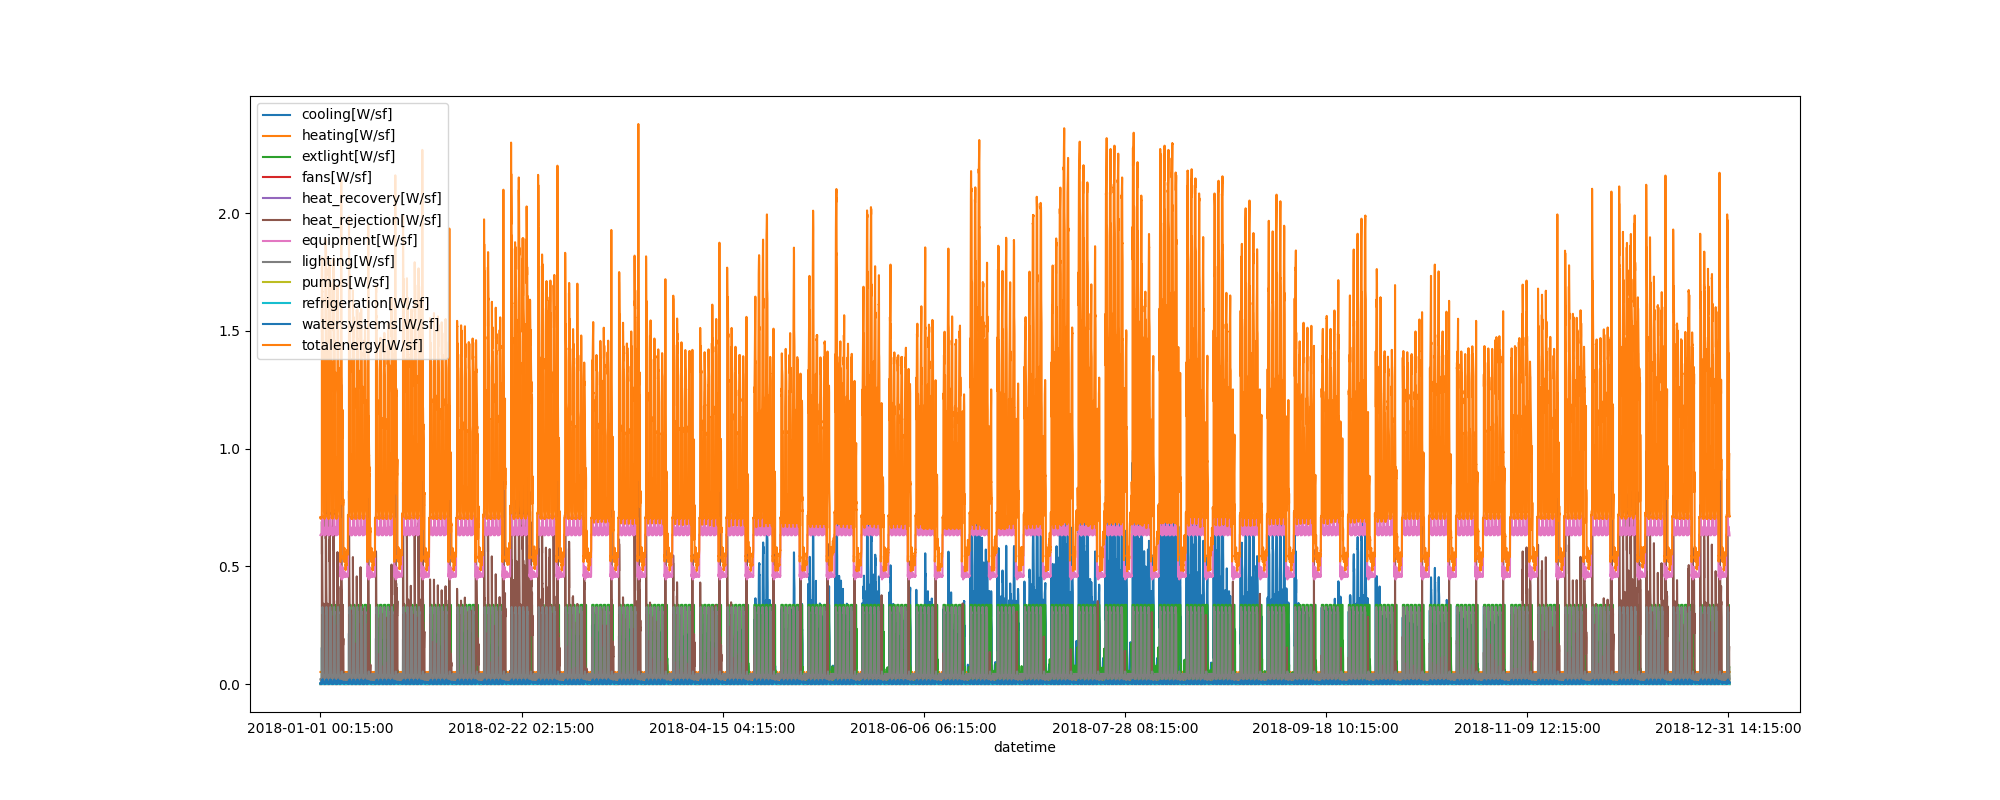 cooling[W/sf]
heating[W/sf]
extlight[W/sf]
fans[W/sf]
heat_recovery[W/sf]
heat_rejection[W/sf]
equipment[W/sf]
lighting[W/sf]
pumps[W/sf]
refrigeration[W/sf]
watersystems[W/sf]
totalenergy[W/sf]
2.0
1.5
1.0
0.5
0.0
2018-01-01 00:15:00 2018-02-22 02:15:00 2018-04-15 04:15:00 2018-06-06 06:15:00 2018-07-28 08:15:00 2018-09-18 10:15:00 2018-11-09 12:15:00 2018-12-31 14:15:00
datetime